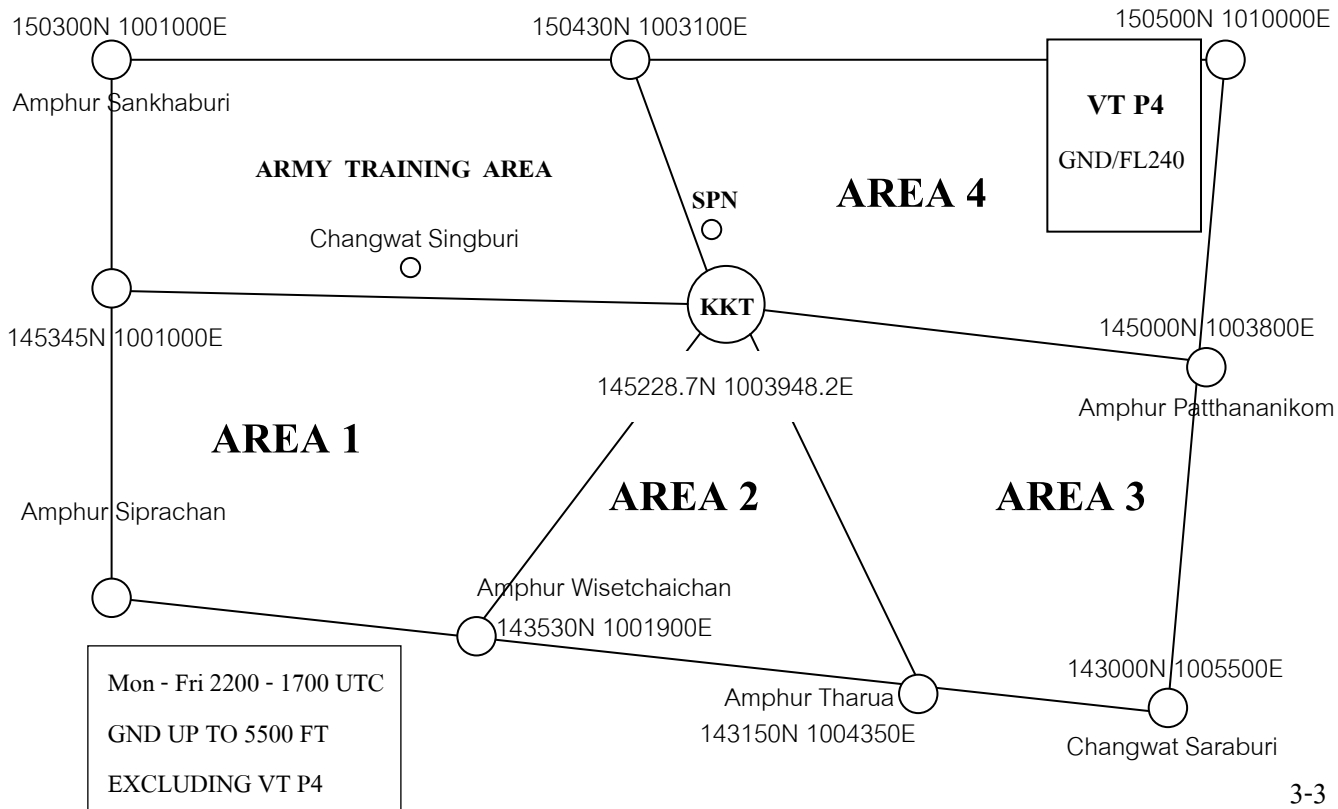 150300N 1001000E
150430N 1003100E
150500N 1010000E
Amphur Sankhaburi
VT P4
GND/FL240
ARMY TRAINING AREA
SPN
AREA 4
Changwat Singburi
KKT
145345N 1001000E
145000N 1003800E
145228.7N 1003948.2E
Amphur Patthananikom
AREA 1
AREA 2
AREA 3
Amphur Siprachan
Amphur Wisetchaichan
143530N 1001900E
143000N 1005500E
Amphur Tharua
143150N 1004350E
Changwat Saraburi
Mon - Fri 2200 - 1700 UTC
GND UP TO 5500 FT
EXCLUDING VT P4
3-3